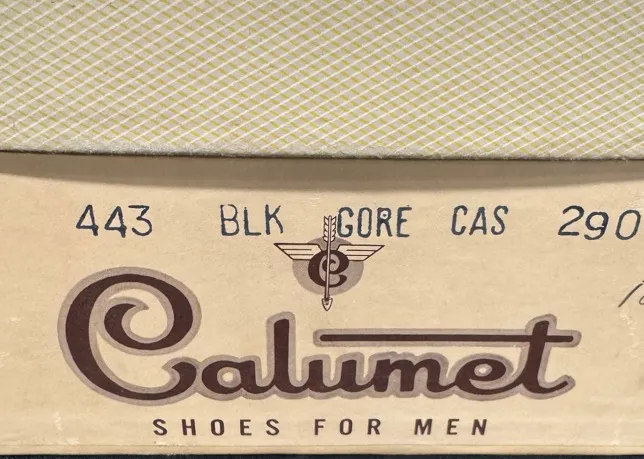 443 BLK GORE CAS 290
C
Calumet
SHOES FOR MEN